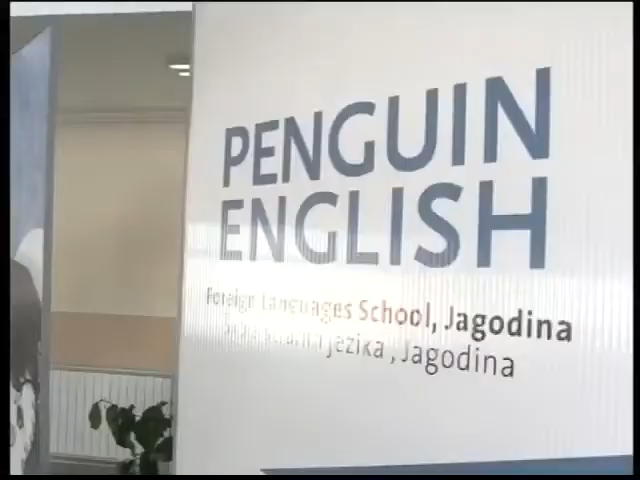 PENGUIN
ENGLISH
Foreign Languages School, Jagodina
jezika , Jagodina